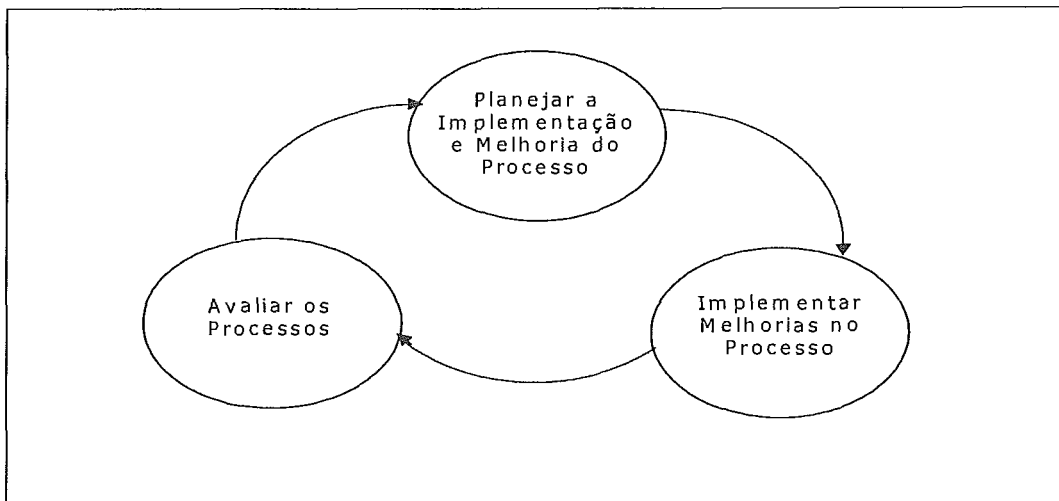 Planejar a
Implementação
e Melhoria do
Processo
Avaliar os
Processos
Implementar
Melhorias no
Processo